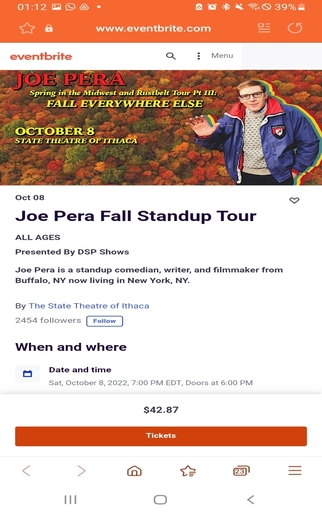 01:12
39%
www.eventbrite.com
eventbrite
Menu
JOE PERA
Spring in the Midwest and Rustbelt Tour Pt III:
FALL EVERYWHERE ELSE
OCTOBER 8
STATE THEATRE OF ITHACA
Oct 08
Joe Pera Fall Standup Tour
ALL AGES
Presented By DSP Shows
Joe Pera is a standup comedian, writer, and filmmaker from
Buffalo, NY now living in New York, NY.
By The State Theatre of Ithaca
2454 followers Follow
When and where
Date and time
Sat, October 8, 2022, 7:00 PM EDT, Doors at 6:00 PM
$42.87
Tickets
23